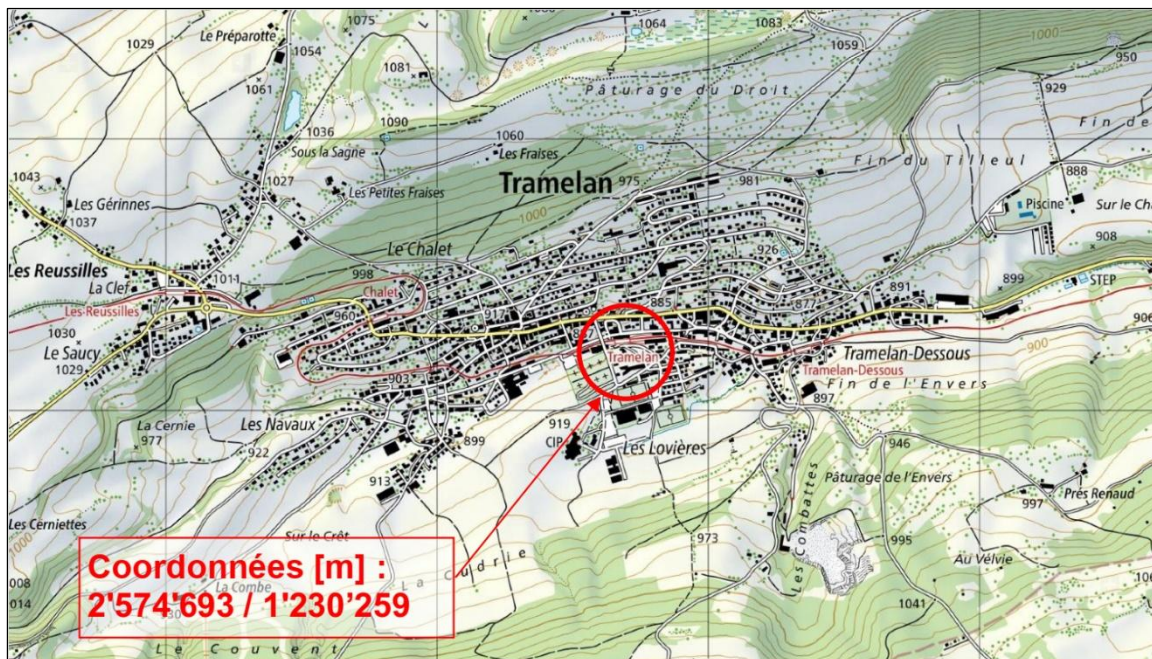 1075
1064
1083
Le Préparotte
1029
1054
1059
1000
950
1081
1061
Pâturage du Droit
929
1090
1036
Sous la Sagne
1060
Les Fraises
Fin de
Fin du Tilleul
1043
1027
Tramelan
975
981
888
Les Gérinnes
Les Petites Fraises
1037
1000
Piscine
Sur le Ch
Le Chalet
926
908
Les Reussilles
998
La Clef
1011
Chalet
885
877
891
899
STEP
Les-Reussilles
960
917
1030
Tramelan
906
Le Saucy
1029
903
Tramelan-Dessous
900
Tramelan-Dessous
Fin de l'Envers
897
La Cernie
977
Les Navaux
919
899
CIP
Les Lovières
946
922
913
Pâturage de l'Envers
997
Prés Renaud
Les Cerniettes
Sur le Crêt
973
Les Combattes
995
Coordonnées [m] :
2'574'693 / 1'230'259
La Cudrie
Au Vélvie
008
014
La Combe
1041
Le Couvent